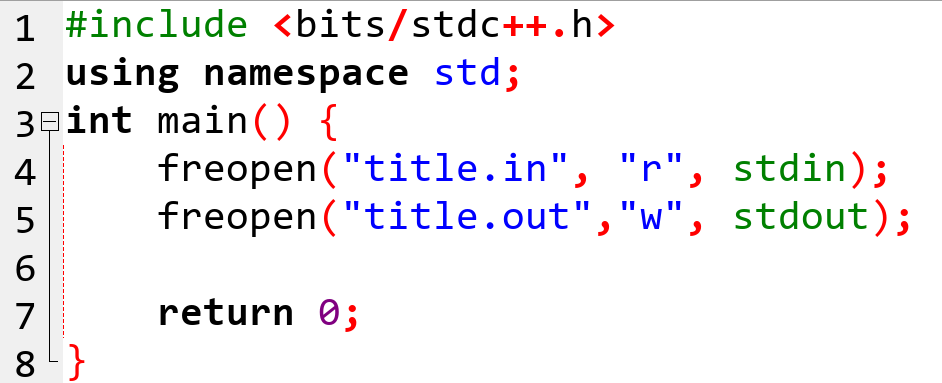 1 #include <bits/stdc++.h>
2 using namespace std;
3 int main() {
4     freopen("title.in", "r", stdin);
5     freopen("title.out","w", stdout);
6
7     return 0;
8 }